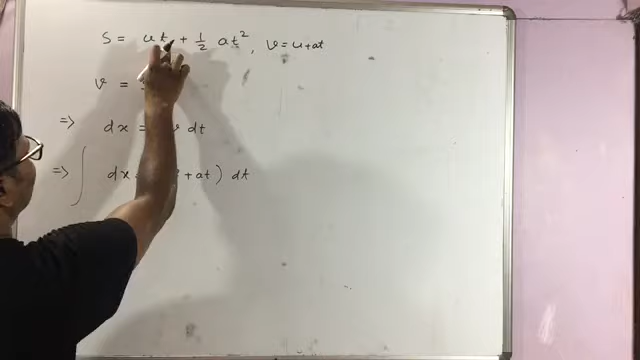 S = ut + 1/2 at², v = u+at
v =
⇒ dx = v dt
⇒ ∫ dx = + at) dt